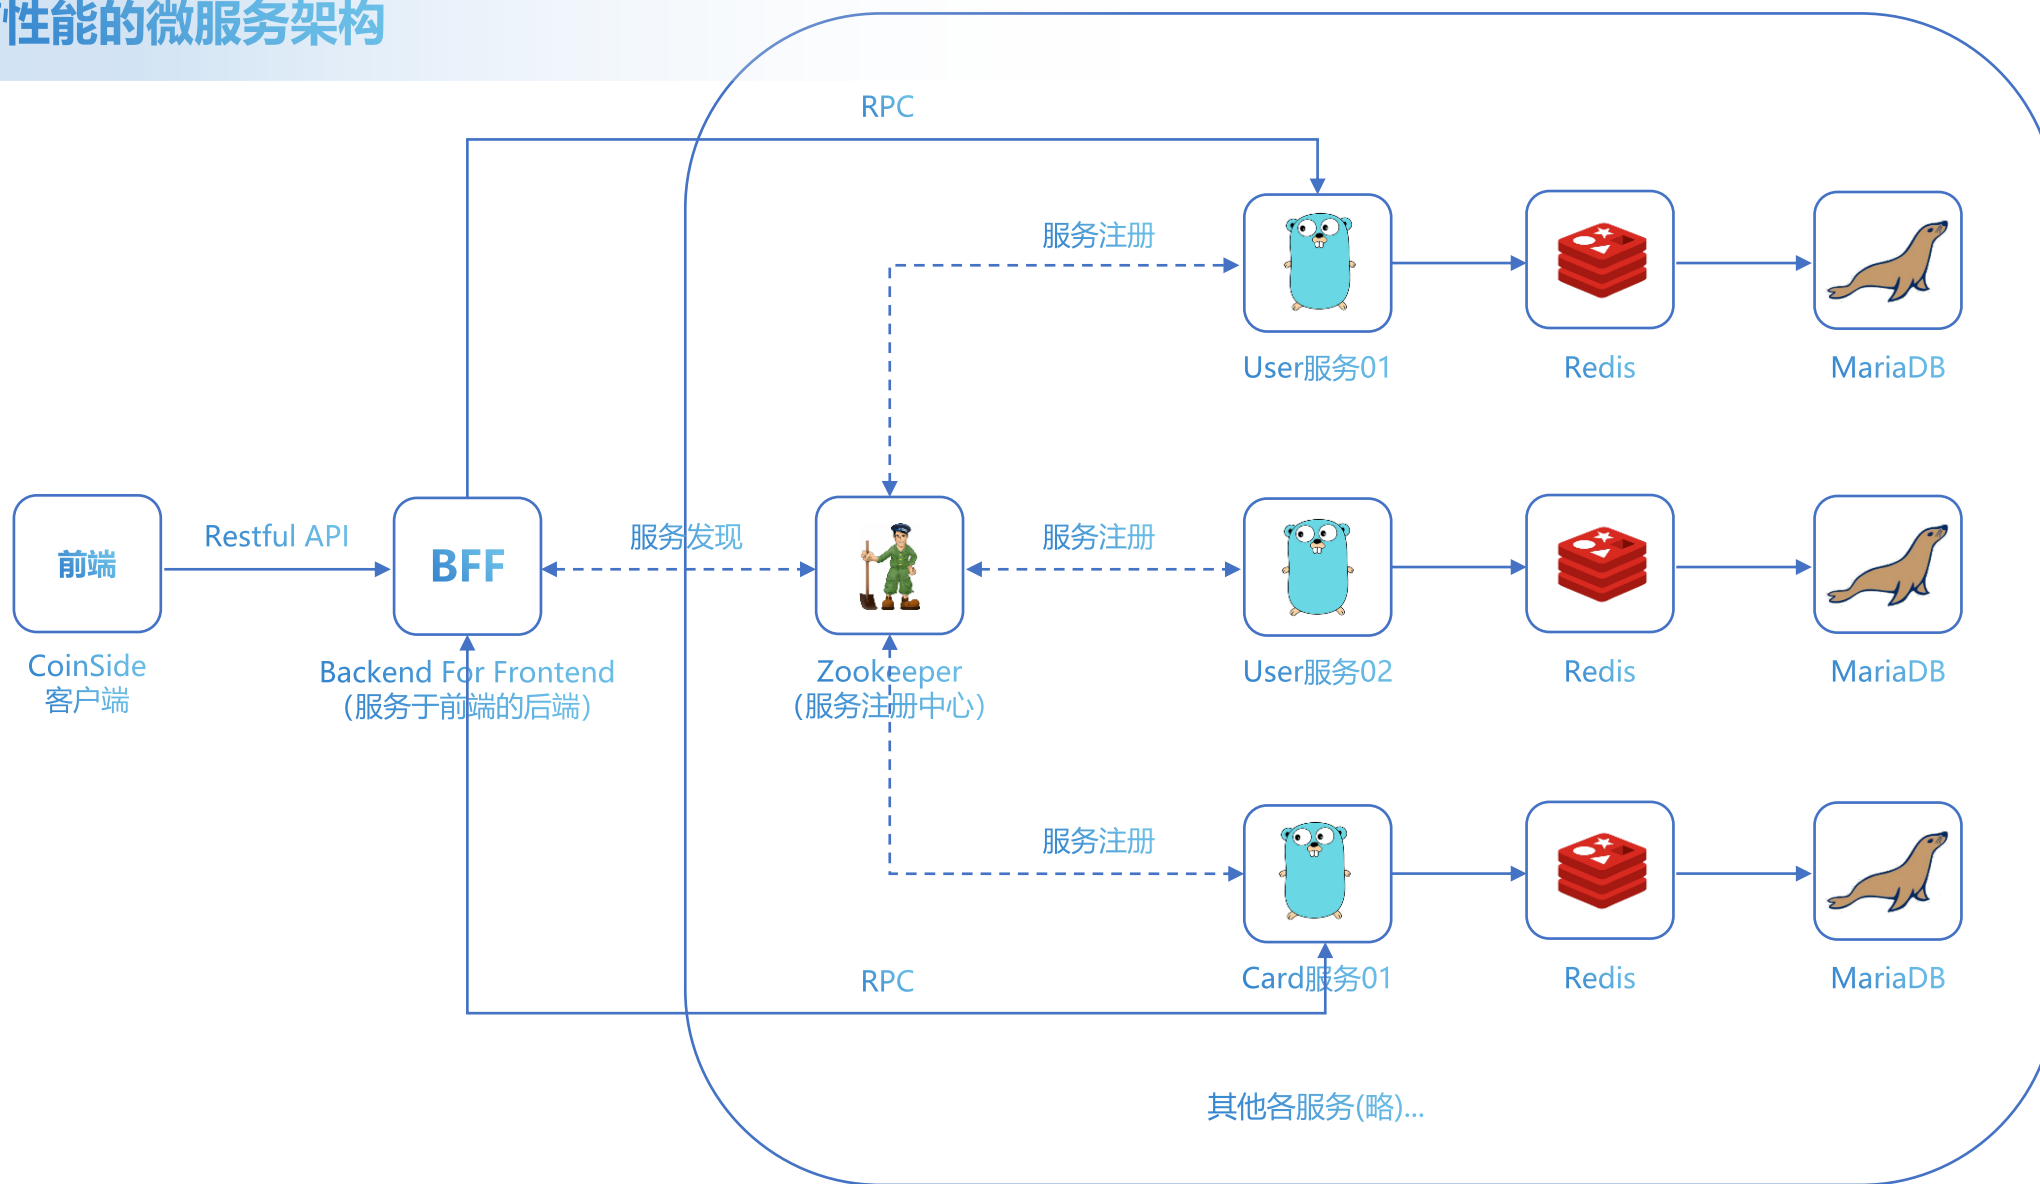 性能的微服务架构
RPC
服务注册
User服务01
Redis
MariaDB
前端
Restful API
BFF
服务发现
服务注册
CoinSide
客户端
Backend For Frontend
（服务于前端的后端）
Zookeeper
（服务注册中心）
User服务02
Redis
MariaDB
服务注册
RPC
Card服务01
Redis
MariaDB
其他各服务(略)...